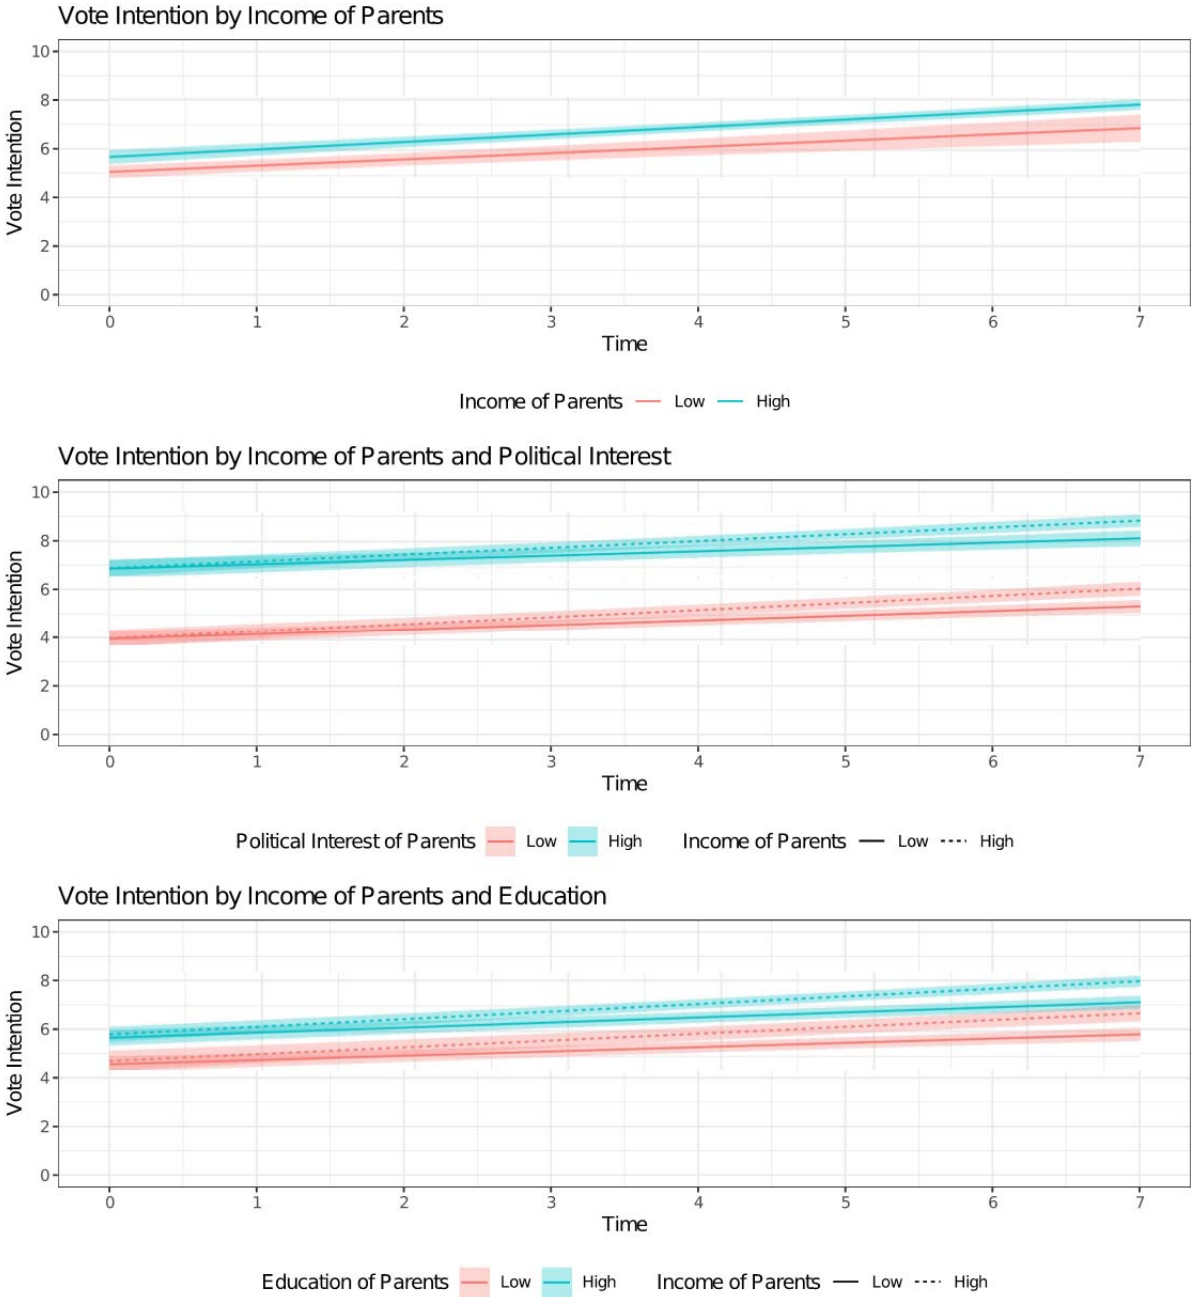 Vote Intention by Income of Parents
10
8
6
4
2
0
Vote Intention
0 1 2 3 4 5 6 7
Time
Income of Parents Low High
Vote Intention by Income of Parents and Political Interest
10
8
6
4
2
0
Vote Intention
0 1 2 3 4 5 6 7
Time
Political Interest of Parents Low High Income of Parents Low High
Vote Intention by Income of Parents and Education
10
8
6
4
2
0
Vote Intention
0 1 2 3 4 5 6 7
Time
Education of Parents Low High Income of Parents Low High